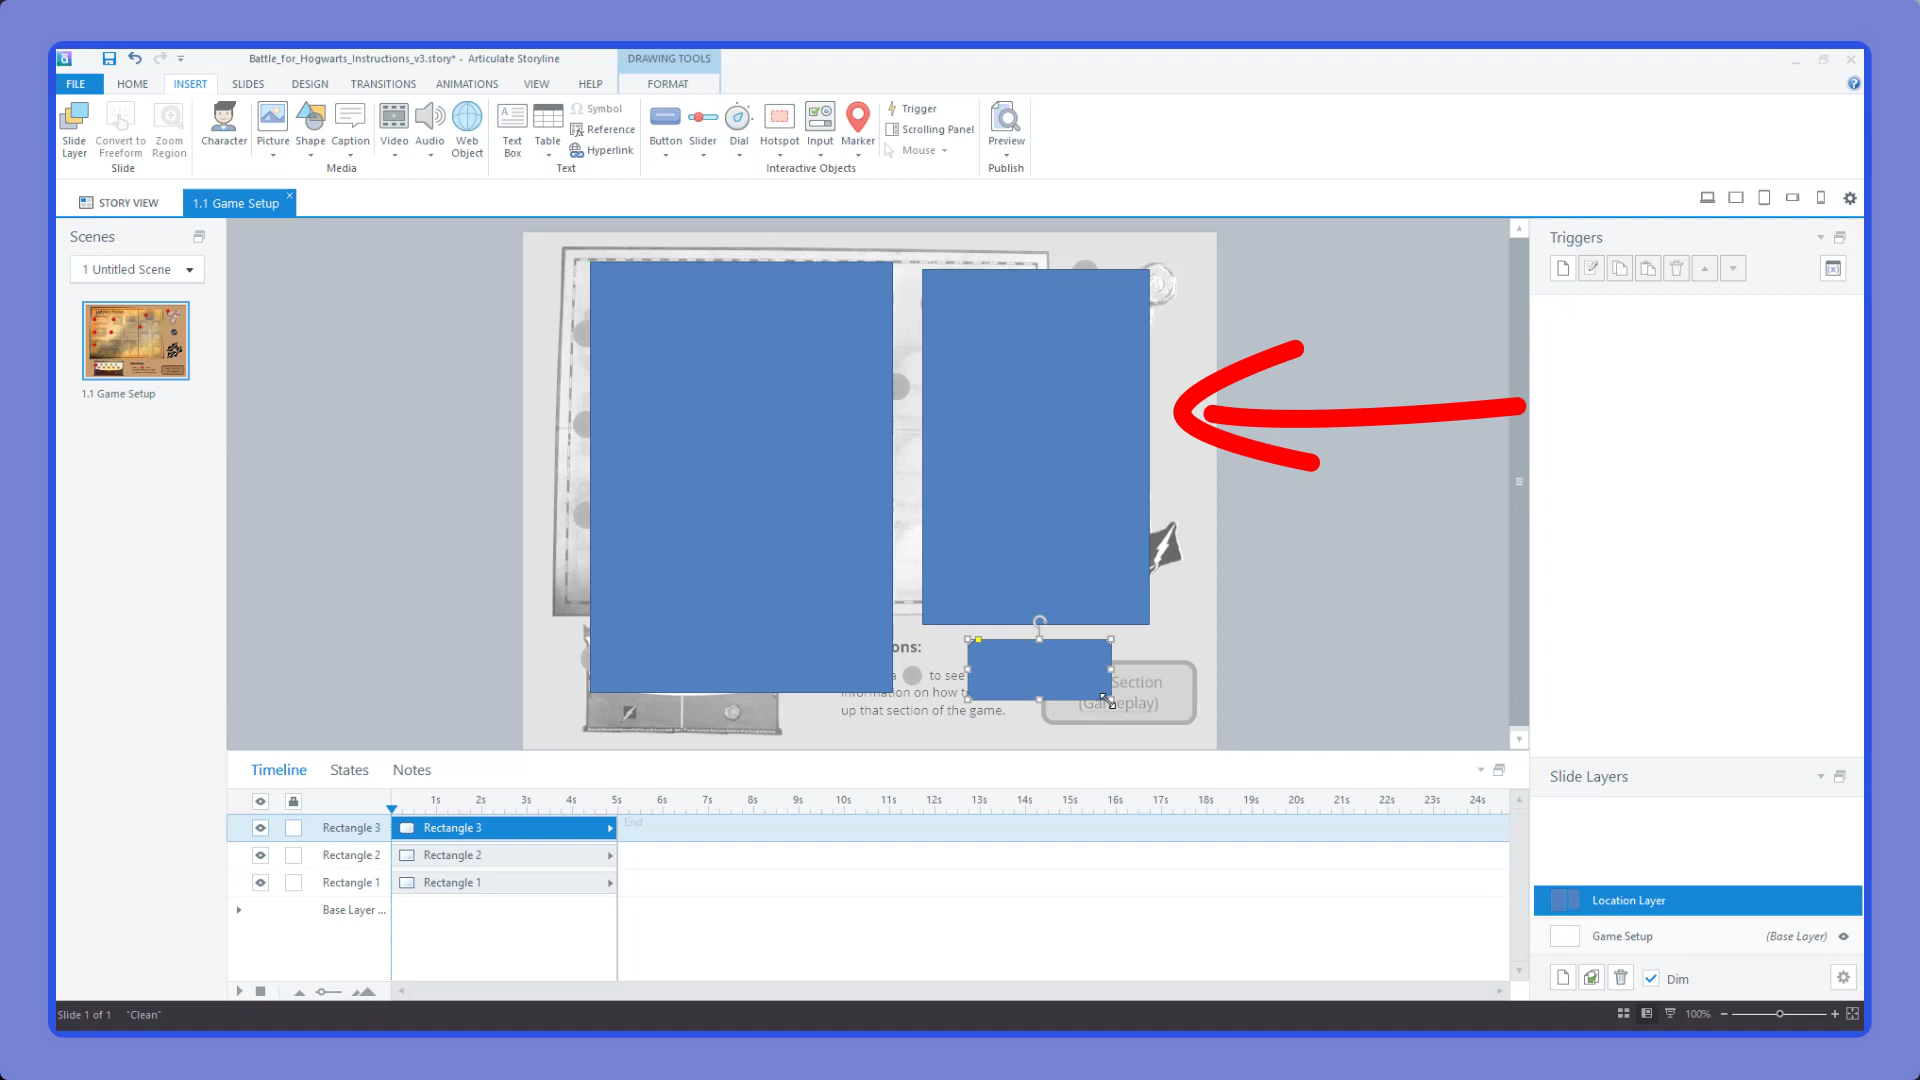 Battle_for_Hogwarts_Instructions_v3.story* - Articulate Storyline
DRAWING TOOLS
FILE HOME INSERT SLIDES DESIGN TRANSITIONS ANIMATIONS VIEW HELP FORMAT
Slide Layer
Convert to Freeform
Zoom Region
Character
Picture
Shape
Caption
Video
Audio
Web Object
Text Box
Table
Symbol
Reference
Hyperlink
Button
Slider
Dial
Hotspot
Input
Marker
Trigger
Scrolling Panel
Mouse
Preview
Slide Media Text Interactive Objects Publish
STORY VIEW
1.1 Game Setup
Scenes
1 Untitled Scene
1.1 Game Setup
ons:
a to see
information on how t
up that section of the game.
Section
(Gameplay)
Triggers
Timeline States Notes
1s 2s 3s 4s 5s 6s 7s 8s 9s 10s 11s 12s 13s 14s 15s 16s 17s 18s 19s 20s 21s 22s 23s 24s
Rectangle 3 Rectangle 3 End
Rectangle 2 Rectangle 2
Rectangle 1 Rectangle 1
Base Layer ...
Slide Layers
Location Layer
Game Setup (Base Layer)
Dim
Slide 1 of 1 "Clean" 100%